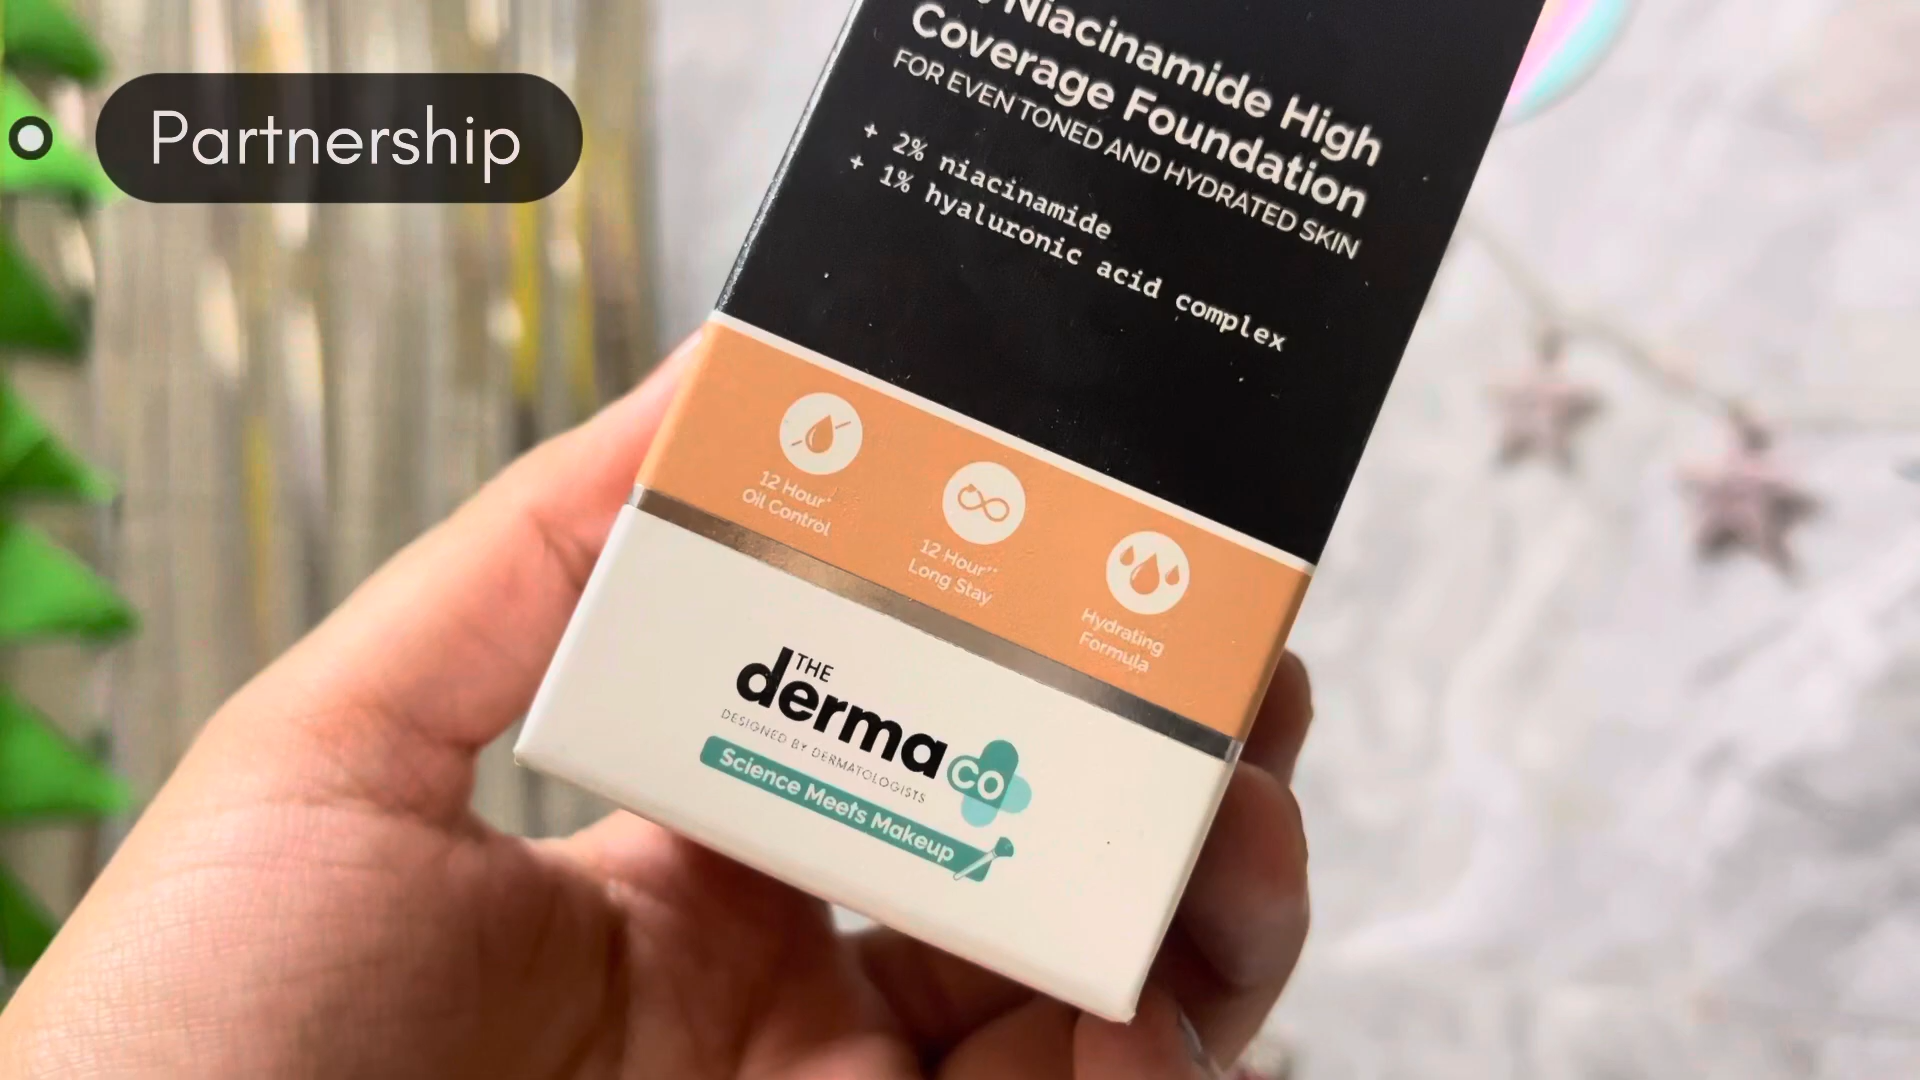 Partnership
Niacinamide High
Coverage Foundation
FOR EVEN TONED AND HYDRATED SKIN
+ 2% niacinamide
+ 1% hyaluronic acid complex
12 Hour+
Oil Control
12 Hour++
Long Stay
Hydrating
Formula
THE
derma co
DESIGNED BY DERMATOLOGISTS
Science Meets Makeup